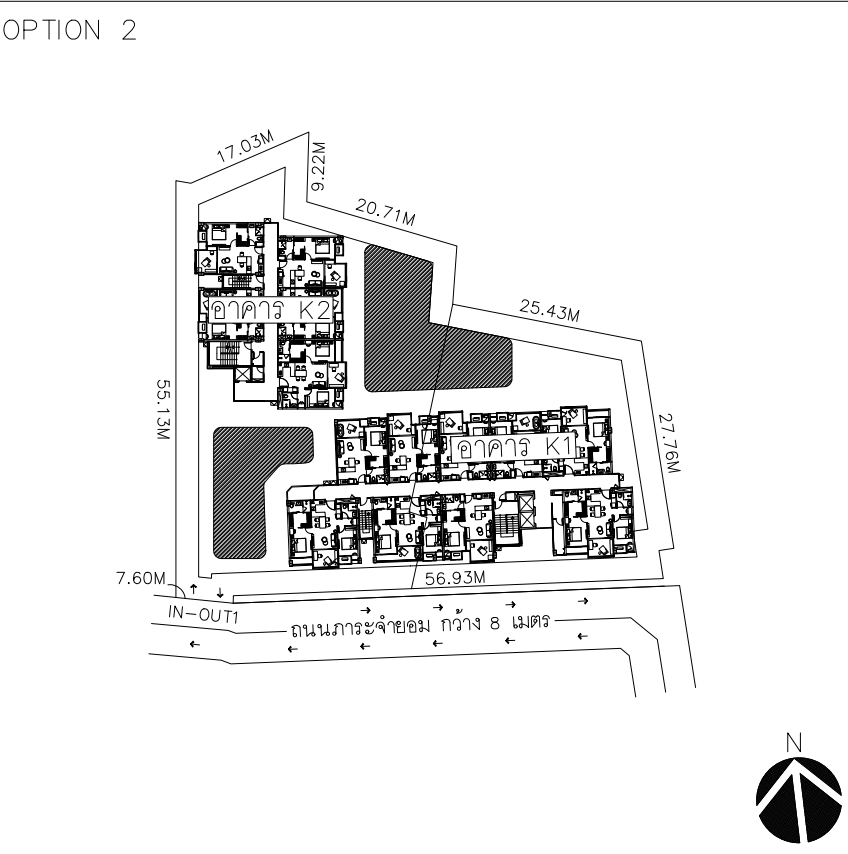 OPTION 2
17.03M
9.22M
20.71M
25.43M
อาคาร K2
55.13M
27.76M
อาคาร K1
7.60M
56.93M
IN-OUT1
ถนนภาระจำยอม กว้าง 8 เมตร
N